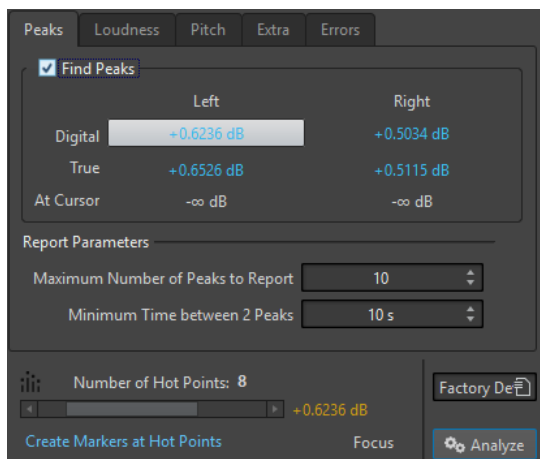 Peaks Loudness Pitch Extra Errors
Find Peaks
Left Right
Digital +0.6236 dB +0.5034 dB
True +0.6526 dB +0.5115 dB
At Cursor -∞ dB -∞ dB
Report Parameters
Maximum Number of Peaks to Report 10
Minimum Time between 2 Peaks 10 s
Number of Hot Points: 8
Factory De
+0.6236 dB
Create Markers at Hot Points Focus Analyze